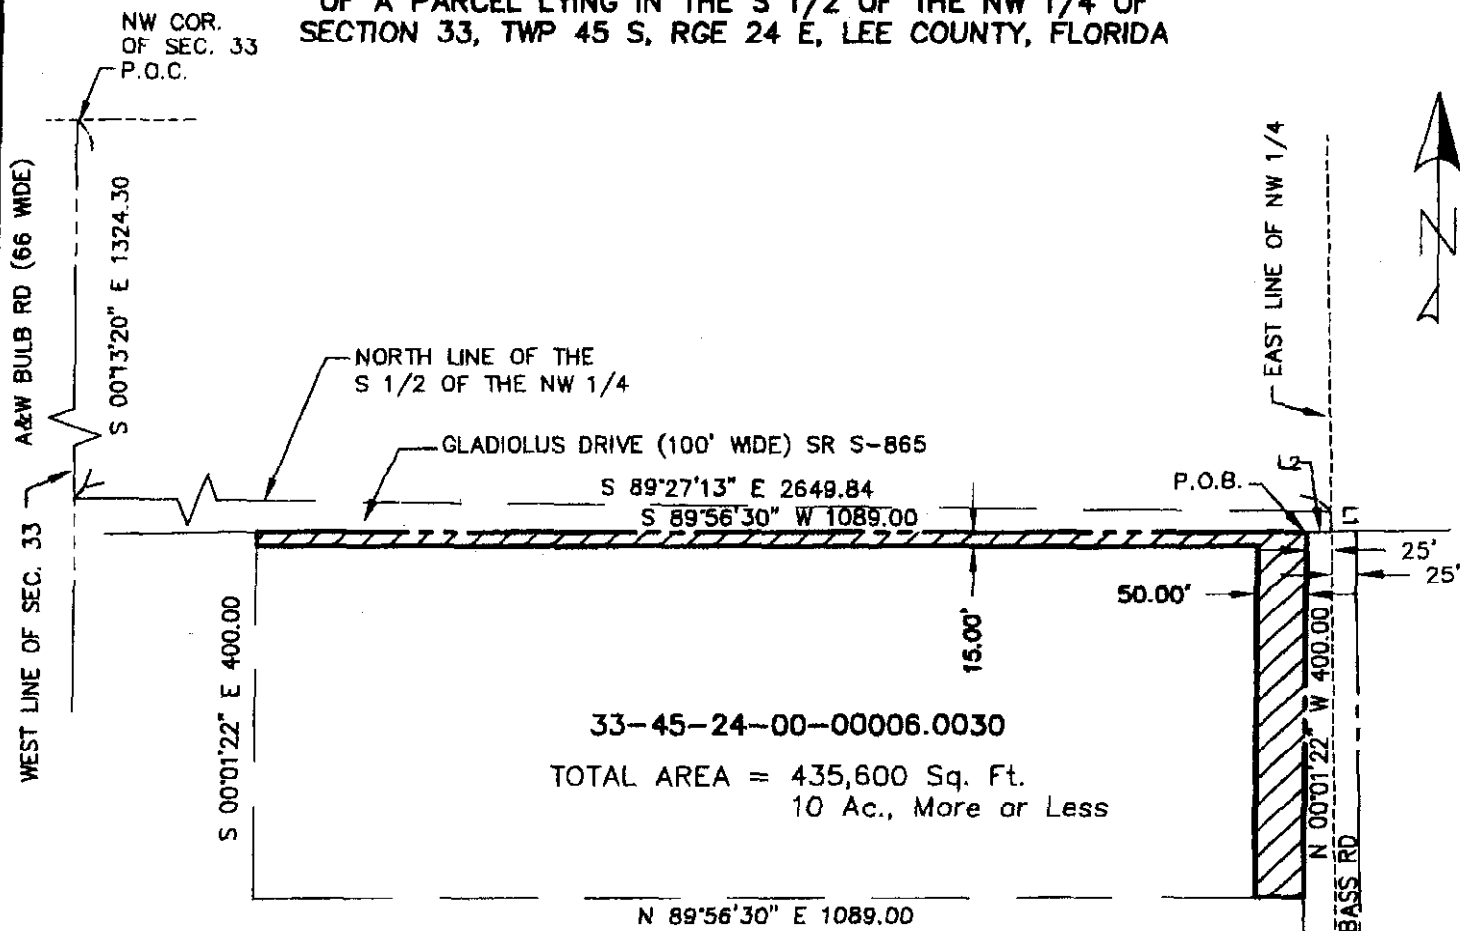 OF A PARCEL LYING IN THE S 1/2 OF THE NW 1/4 OF
SECTION 33, TWP 45 S, RGE 24 E, LEE COUNTY, FLORIDA
NW COR.
OF SEC. 33
P.O.C.
A&W BULB RD (66 WIDE)
S 00°13'20" E 1324.30
WEST LINE OF SEC. 33
NORTH LINE OF THE
S 1/2 OF THE NW 1/4
GLADIOLUS DRIVE (100' WIDE) SR S-865
S 89°27'13" E 2649.84
S 89°56'30" W 1089.00
EAST LINE OF NW 1/4
N
P.O.B.
L2
L1
25'
25'
50.00'
15.00'
S 00°01'22" E 400.00
33-45-24-00-00006.0030
TOTAL AREA = 435,600 Sq. Ft.
10 Ac., More or Less
N 00°01'22" W 400.00
BASS RD
N 89°56'30" E 1089.00